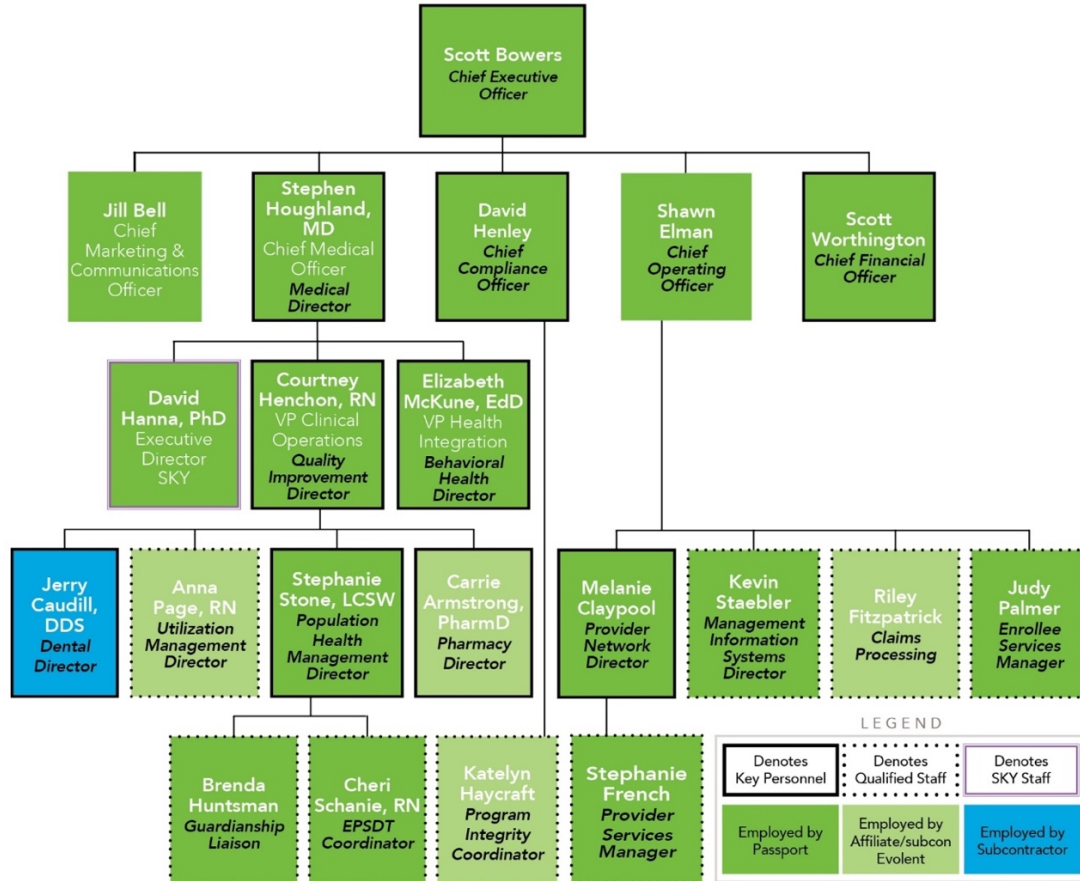 Scott Bowers
Chief Executive
Officer
Jill Bell
Chief
Marketing &
Communications
Officer
Stephen
Houghland,
MD
Chief Medical
Officer
Medical
Director
David
Henley
Chief
Compliance
Officer
Shawn
Elman
Chief
Operating
Officer
Scott
Worthington
Chief Financial
Officer
David
Hanna, PhD
Executive
Director
SKY
Courtney
Henchon, RN
VP Clinical
Operations
Quality
Improvement
Director
Elizabeth
McKune, EdD
VP Health
Integration
Behavioral
Health
Director
Jerry
Caudill,
DDS
Dental
Director
Anna
Page, RN
Utilization
Management
Director
Stephanie
Stone, LCSW
Population
Health
Management
Director
Carrie
Armstrong,
PharmD
Pharmacy
Director
Melanie
Claypool
Provider
Network
Director
Kevin
Staebler
Management
Information
Systems
Director
Riley
Fitzpatrick
Claims
Processing
Judy
Palmer
Enrollee
Services
Manager
Brenda
Huntsman
Guardianship
Liaison
Cheri
Schanie, RN
EPSDT
Coordinator
Katelyn
Haycraft
Program
Integrity
Coordinator
Stephanie
French
Provider
Services
Manager
LEGEND
Denotes
Key Personnel
Denotes
Qualified Staff
Denotes
SKY Staff
Employed by
Passport
Employed by
Affiliate/subcon
Evolent
Employed by
Subcontractor